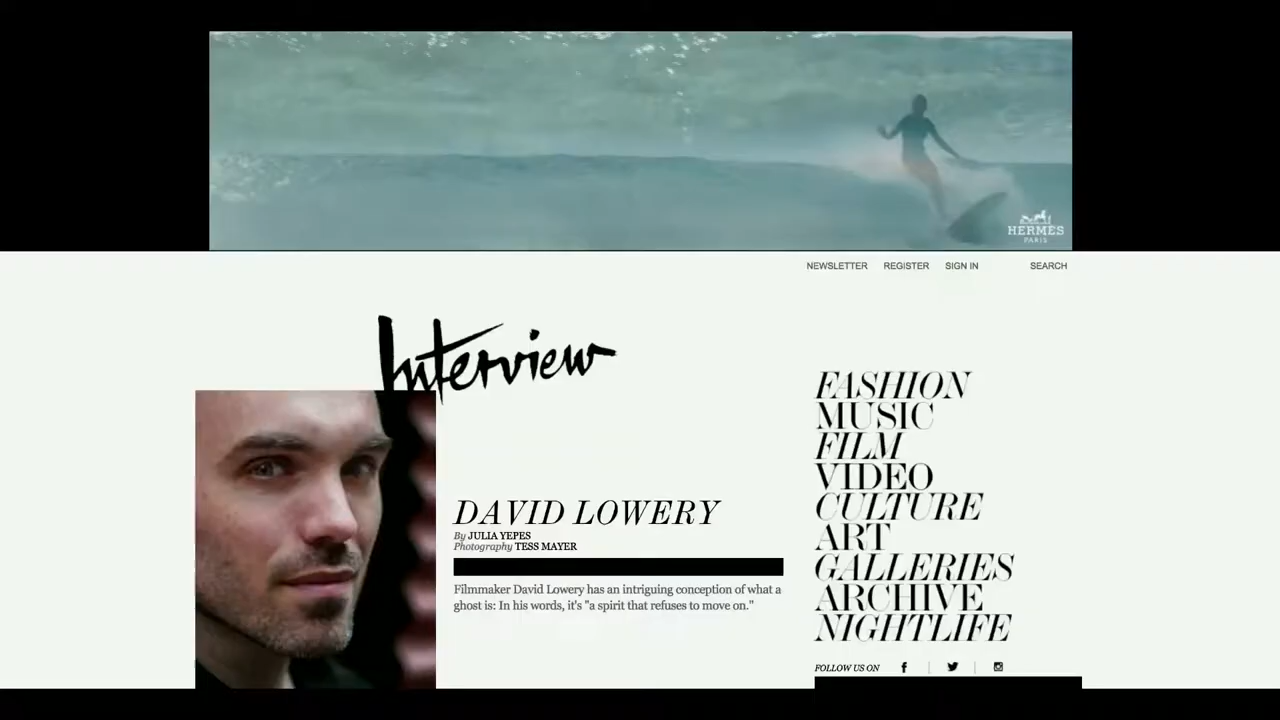 HERMÈS
PARIS
NEWSLETTER REGISTER SIGN IN SEARCH
Interview
DAVID LOWERY
By JULIA YEPES
Photography TESS MAYER
Filmmaker David Lowery has an intriguing conception of what a
ghost is: In his words, it's "a spirit that refuses to move on."
FASHION
MUSIC
FILM
VIDEO
CULTURE
ART
GALLERIES
ARCHIVE
NIGHTLIFE
FOLLOW US ON